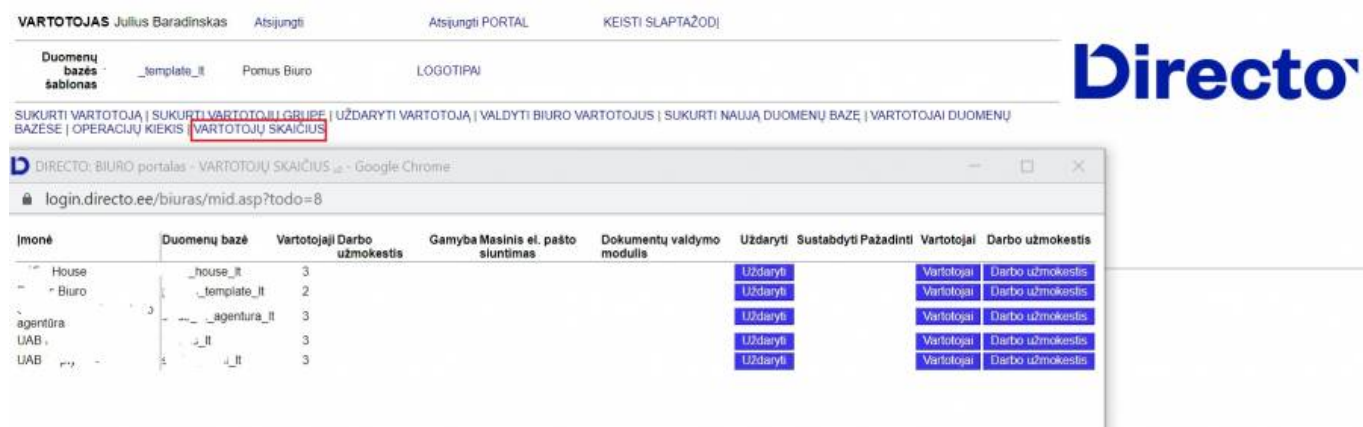 VARTOTOJAS Julius Baradinskas Atsijungti Atsijungti PORTAL KEISTI SLAPTAŽODĮ
Duomenų bazės šablonas _template_lt Pomus Biuro LOGOTIPAI
Directo
SUKURTI VARTOTOJĄ | SUKURTI VARTOTOJŲ GRUPĘ | UŽDARYTI VARTOTOJĄ | VALDYTI BIURO VARTOTOJUS | SUKURTI NAUJĄ DUOMENŲ BAZĘ | VARTOTOJAI DUOMENŲ
BAZĖSE | OPERACIJŲ KIEKIS | VARTOTOJŲ SKAIČIUS
DIRECTO: BIURO portalas - VARTOTOJŲ SKAIČIUS - Google Chrome
login.directo.ee/biuras/mid.asp?todo=8
Įmonė Duomenų bazė Vartotojaji Darbo užmokestis Gamyba Masinis el. pašto siuntimas Dokumentų valdymo modulis Uždaryti Sustabdyti Pažadinti Vartotojai Darbo užmokestis
House _house_lt 3 Uždaryti Vartotojai Darbo užmokestis
Biuro _template_lt 2 Uždaryti Vartotojai Darbo užmokestis
agentūra _agentura_lt 3 Uždaryti Vartotojai Darbo užmokestis
UAB _lt 3 Uždaryti Vartotojai Darbo užmokestis
UAB _lt 3 Uždaryti Vartotojai Darbo užmokestis